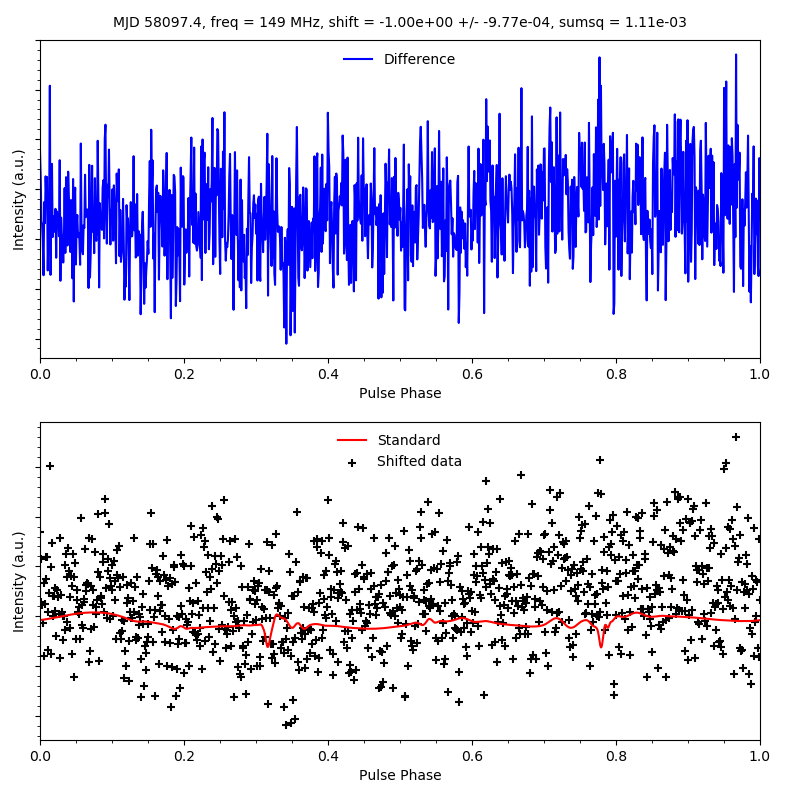 MJD 58097.4, freq = 149 MHz, shift = -1.00e+00 +/- -9.77e-04, sumsq = 1.11e-03
Difference
Intensity (a.u.)
0.0 0.2 0.4 0.6 0.8 1.0
Pulse Phase
Standard
Shifted data
Intensity (a.u.)
0.0 0.2 0.4 0.6 0.8 1.0
Pulse Phase